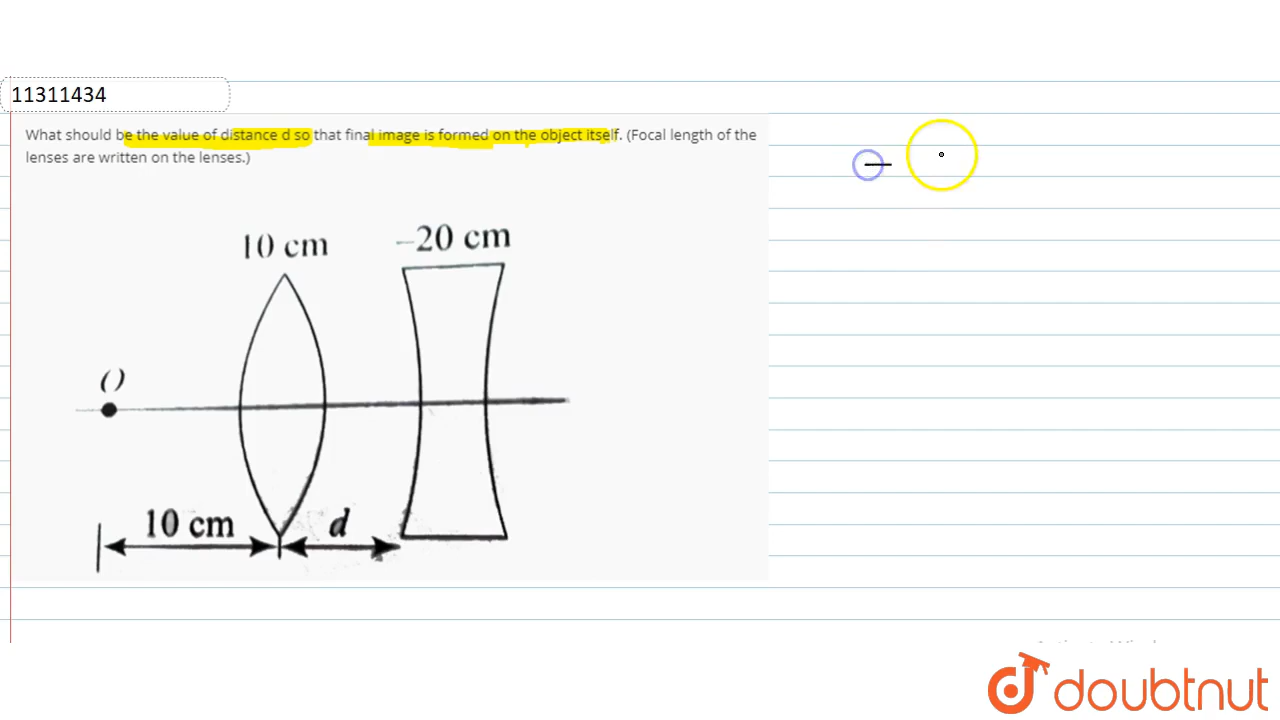 11311434
What should be the value of distance d so that final image is formed on the object itself. (Focal length of the
lenses are written on the lenses.)
10 cm
–20 cm
O
10 cm
d
doubtnut